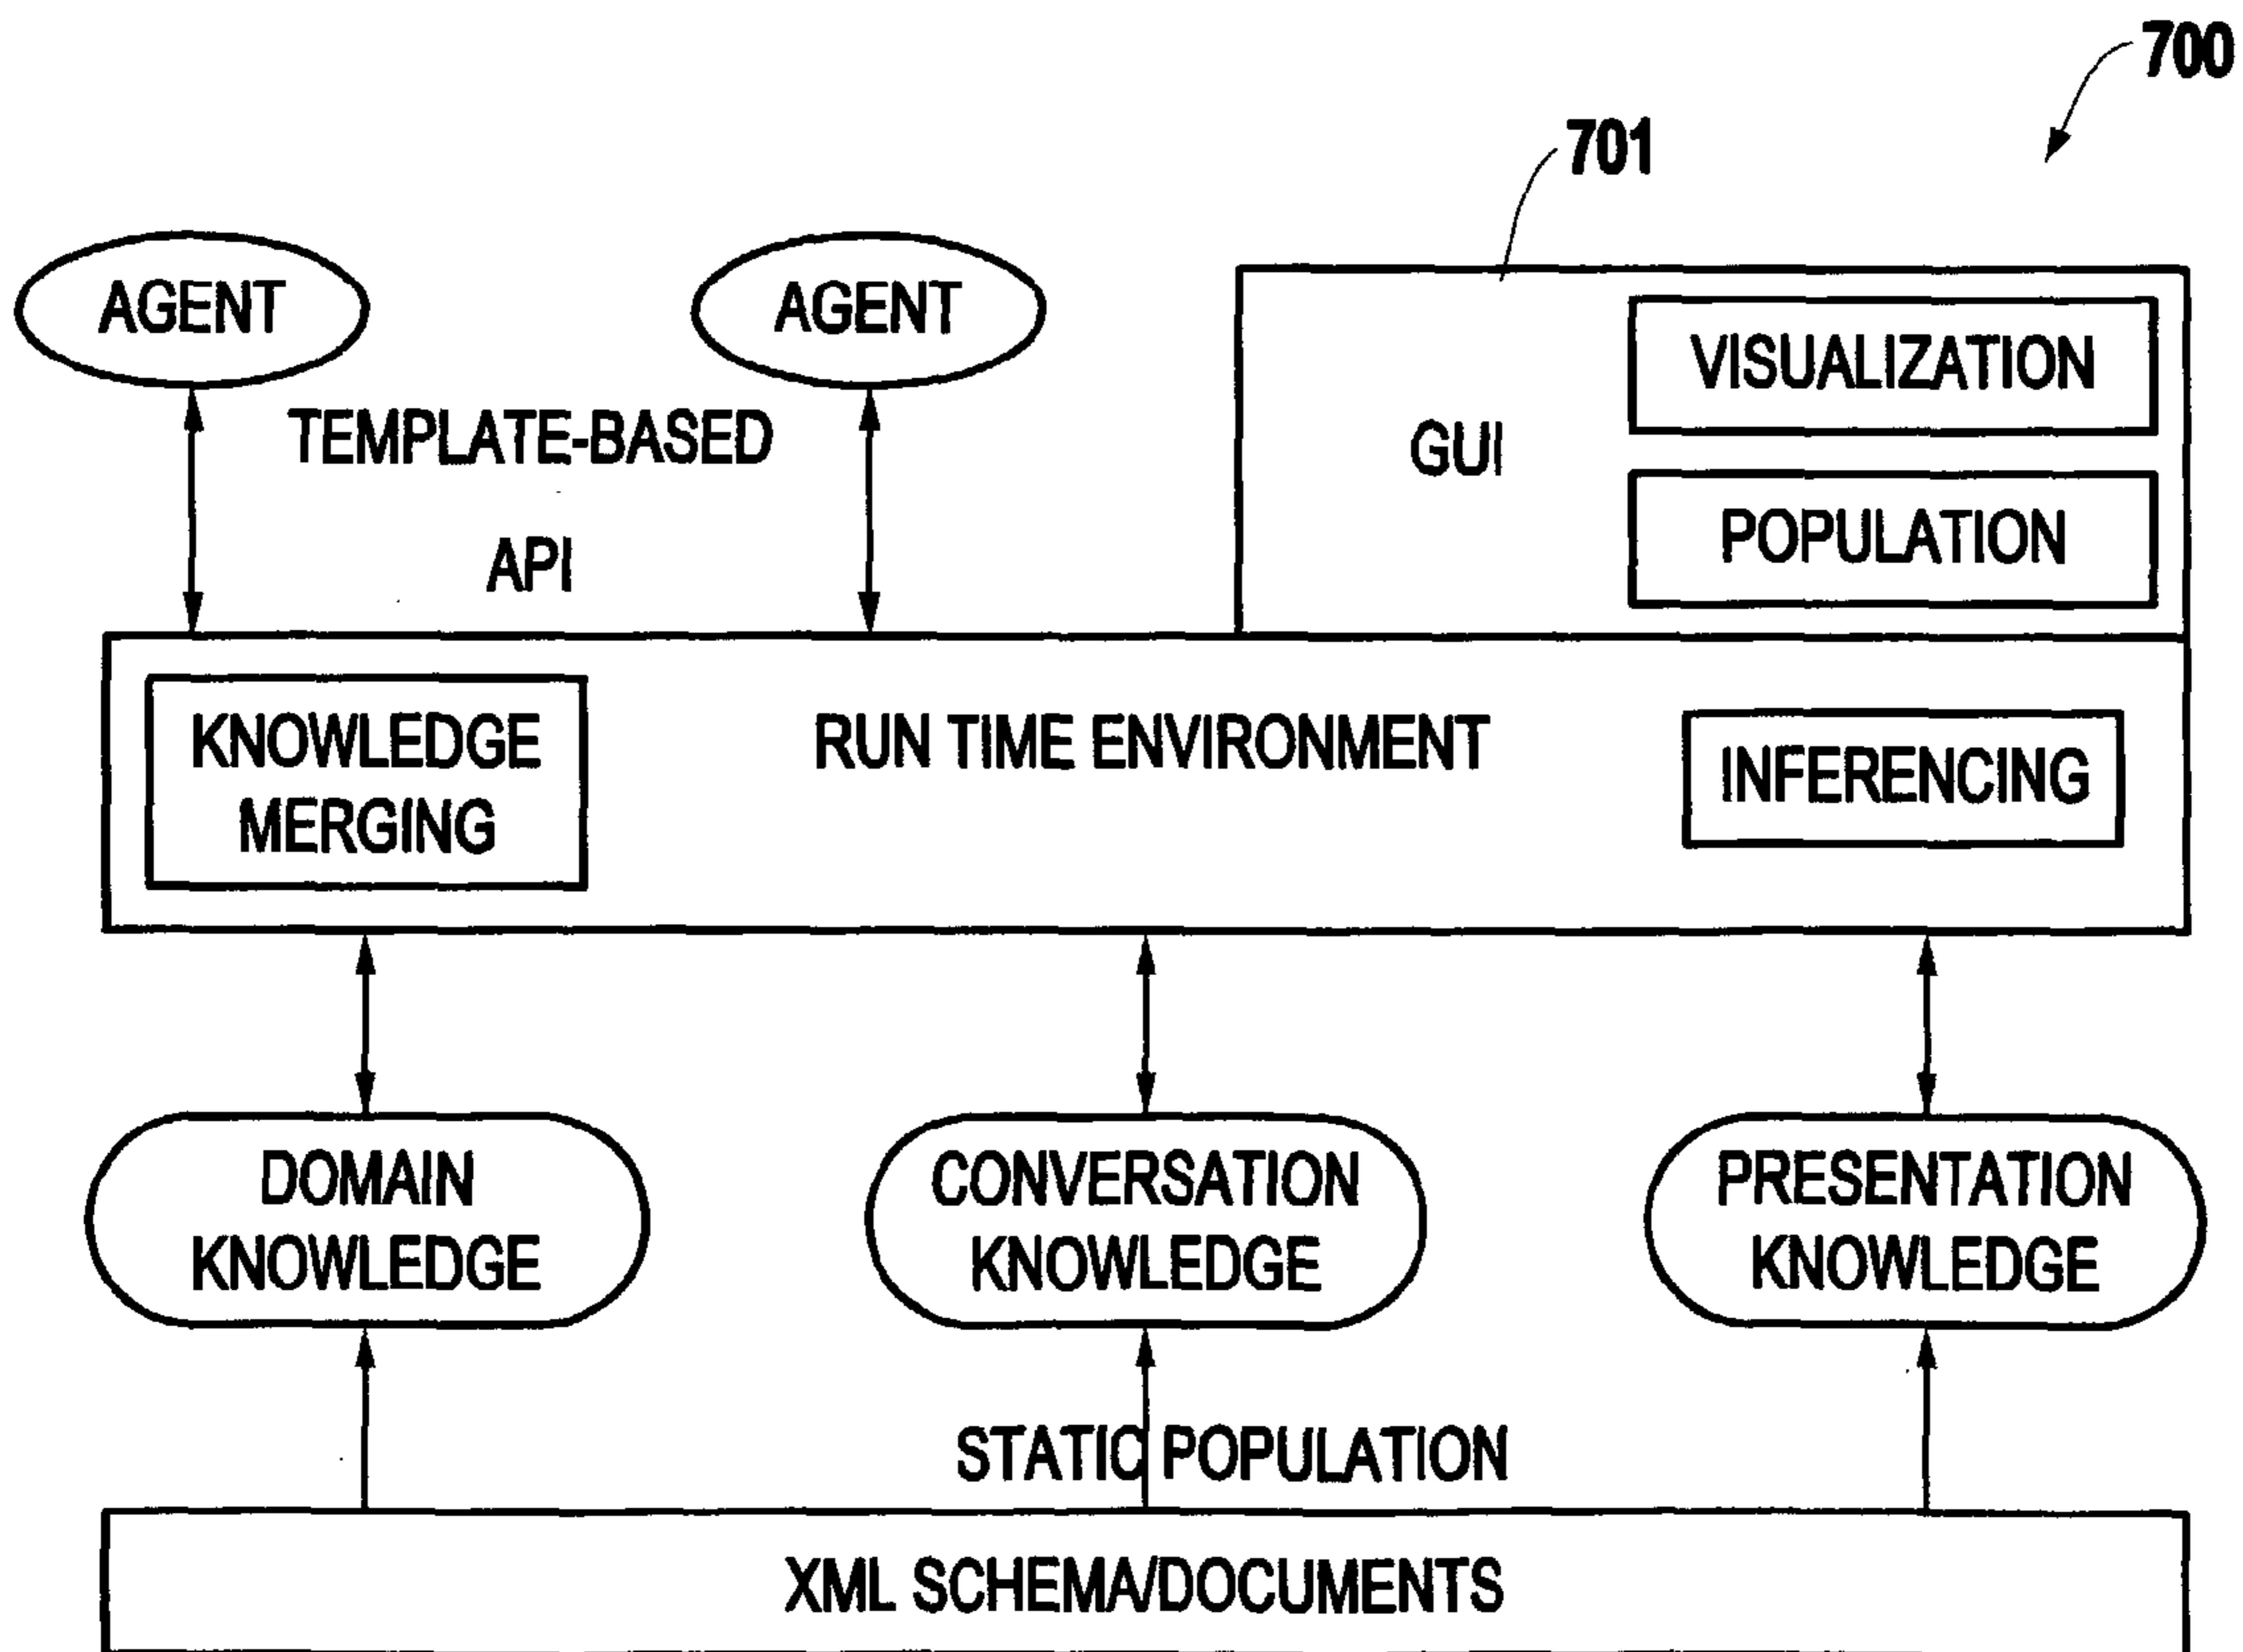 700
701
AGENT
AGENT
VISUALIZATION
TEMPLATE-BASED
GUI
POPULATION
API
KNOWLEDGE
MERGING
RUN TIME ENVIRONMENT
INFERENCING
DOMAIN
KNOWLEDGE
CONVERSATION
KNOWLEDGE
PRESENTATION
KNOWLEDGE
STATIC POPULATION
XML SCHEMA/DOCUMENTS